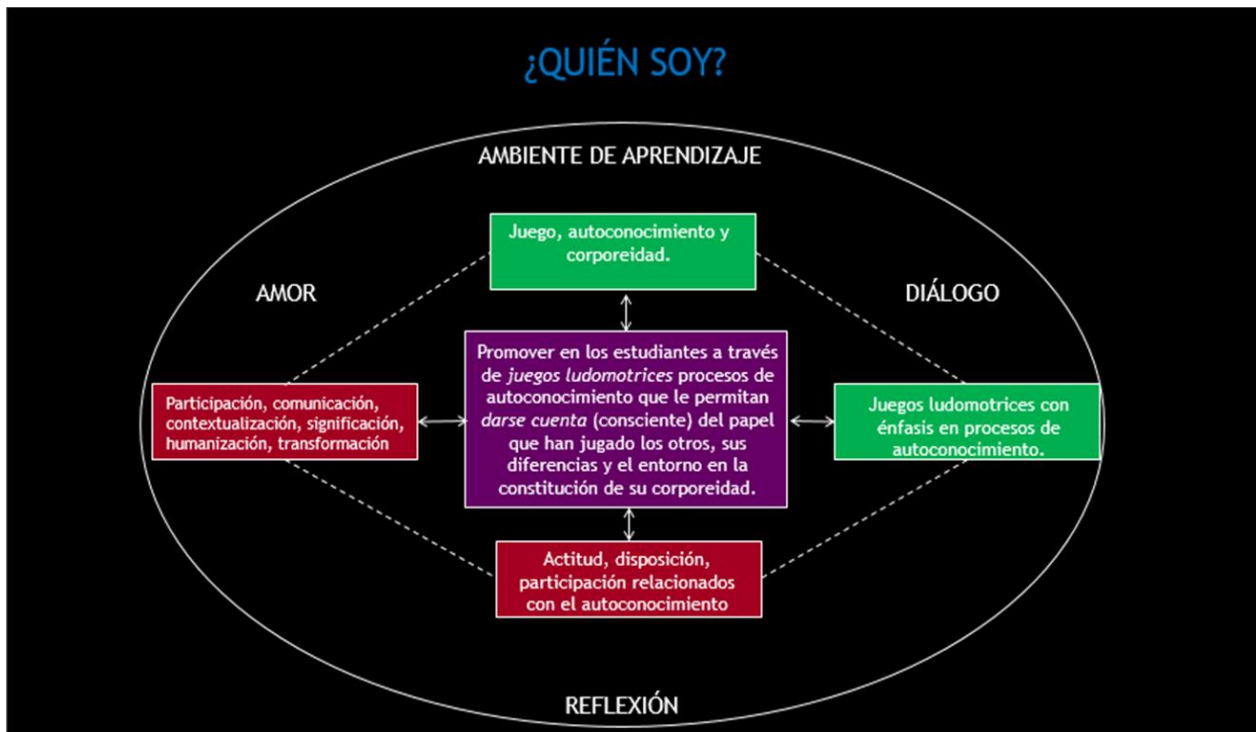 ¿QUIÉN SOY?
AMBIENTE DE APRENDIZAJE
Juego, autoconocimiento y
corporeidad.
AMOR
DIÁLOGO
Promover en los estudiantes a través
de juegos ludomotrices procesos de
autoconocimiento que le permitan
darse cuenta (consciente) del papel
que han jugado los otros, sus
diferencias y el entorno en la
constitución de su corporeidad.
Participación, comunicación,
contextualización, significación,
humanización, transformación
Juegos ludomotrices con
énfasis en procesos de
autoconocimiento.
Actitud, disposición,
participación relacionados
con el autoconocimiento
REFLEXIÓN